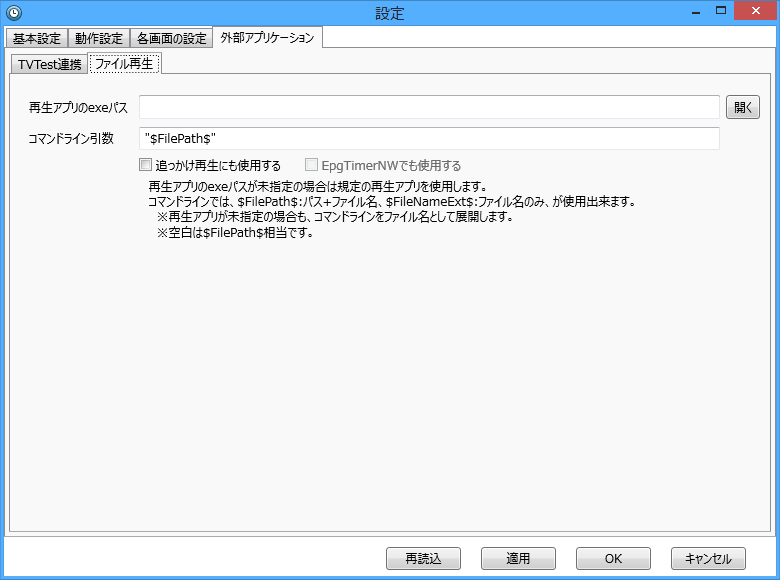 設定
基本設定 動作設定 各画面の設定 外部アプリケーション
TVTest連携 ファイル再生
再生アプリのexeパス 開く
コマンドライン引数 "$FilePath$"
追っかけ再生にも使用する EpgTimerNWでも使用する
再生アプリのexeパスが未指定の場合は規定の再生アプリを使用します。
コマンドラインでは、$FilePath$:パス+ファイル名、$FileNameExt$:ファイル名のみ、が使用出来ます。
※再生アプリが未指定の場合も、コマンドラインをファイル名として展開します。
※空白は$FilePath$相当です。
再読込 適用 OK キャンセル